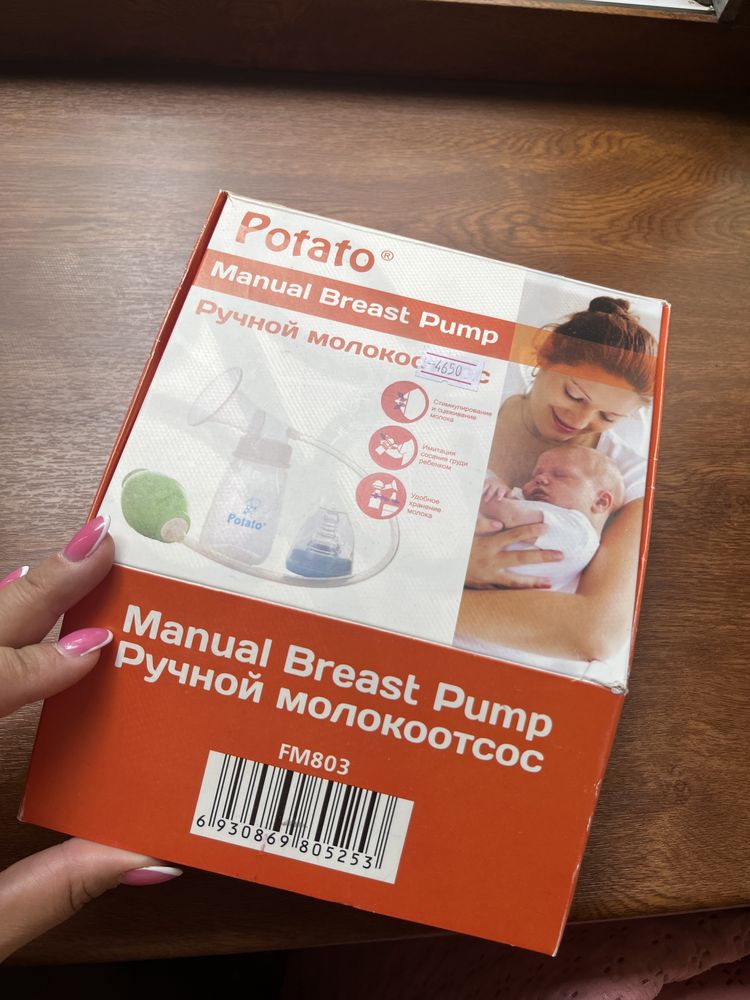 Potato®
Manual Breast Pump
Ручной молокоотсос
4650
Стимулирование
и сцеживание
молока
Имитация
сосания груди
ребенком
Удобное
хранение
молока
Potato®
Manual Breast Pump
Ручной молокоотсос
FM803
6 930869 805253